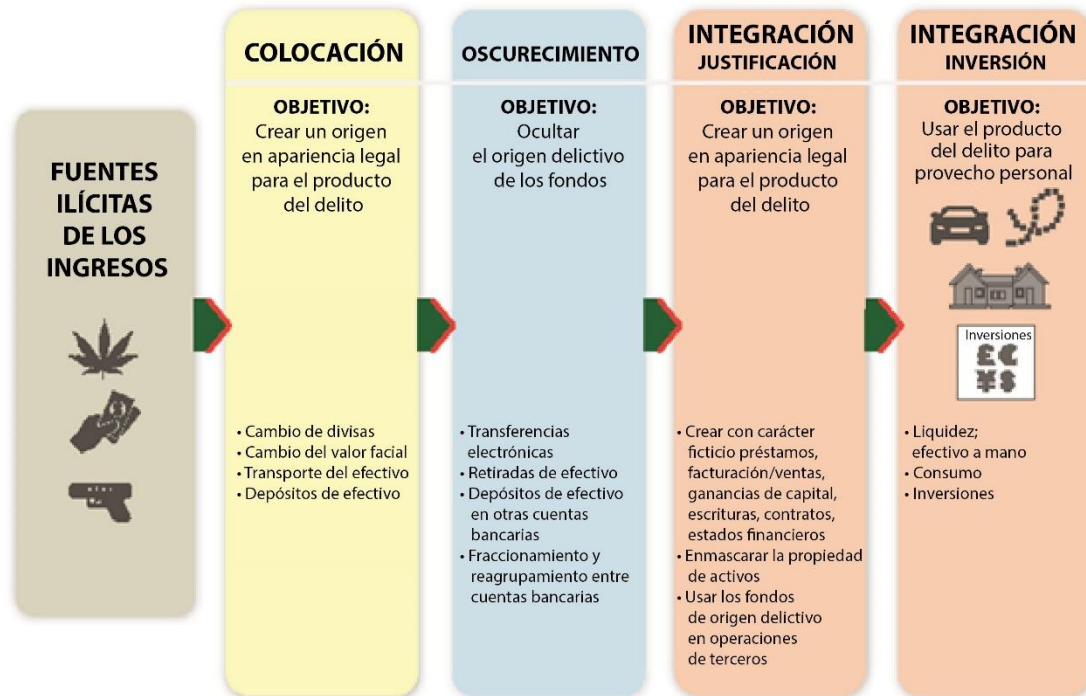 FUENTES
ILÍCITAS
DE LOS
INGRESOS
COLOCACIÓN
OBJETIVO:
Crear un origen
en apariencia legal
para el producto
del delito
• Cambio de divisas
• Cambio del valor facial
• Transporte del efectivo
• Depósitos de efectivo
OSCURECIMIENTO
OBJETIVO:
Ocultar
el origen delictivo
de los fondos
• Transferencias
electrónicas
• Retiradas de efectivo
• Depósitos de efectivo
en otras cuentas
bancarias
• Fraccionamiento y
reagrupamiento entre
cuentas bancarias
INTEGRACIÓN
JUSTIFICACIÓN
OBJETIVO:
Crear un origen
en apariencia legal
para el producto
del delito
• Crear con carácter
ficticio préstamos,
facturación/ventas,
ganancias de capital,
escrituras, contratos,
estados financieros
• Enmascarar la propiedad
de activos
• Usar los fondos
de origen delictivo
en operaciones
de terceros
INTEGRACIÓN
INVERSIÓN
OBJETIVO:
Usar el producto
del delito para
provecho personal
Inversiones
£ €
¥ $
• Liquidez;
efectivo a mano
• Consumo
• Inversiones